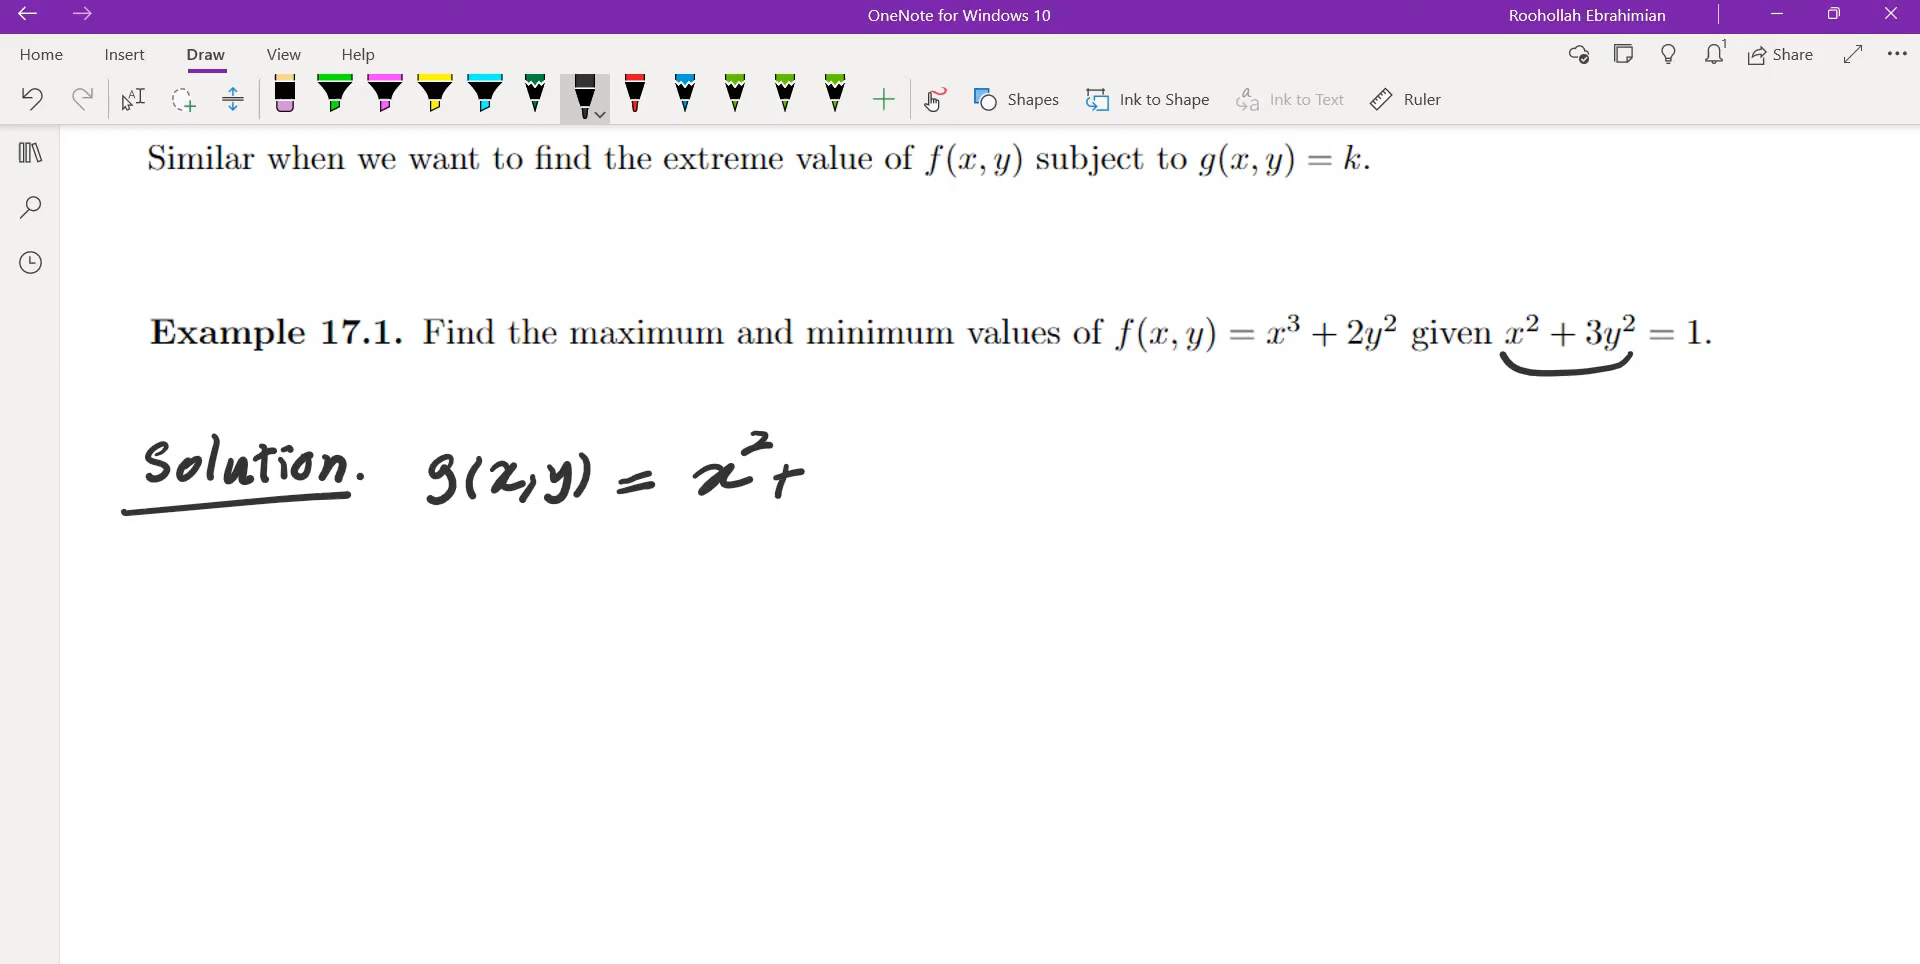 OneNote for Windows 10
Roohollah Ebrahimian
Home Insert Draw View Help
1
Share
Shapes Ink to Shape Ink to Text Ruler
Similar when we want to find the extreme value of f(x, y) subject to g(x, y) = k.
Example 17.1. Find the maximum and minimum values of f(x, y) = x³ + 2y² given x² + 3y² = 1.
Solution. g(x,y) = x² +